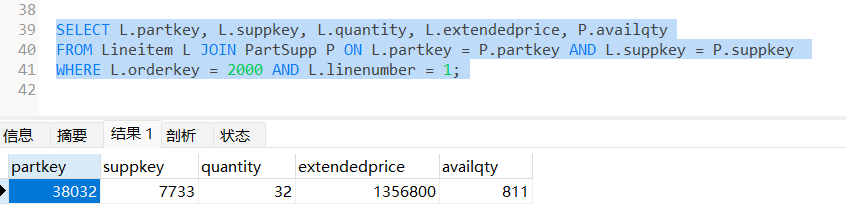 38
39 SELECT L.partkey, L.suppkey, L.quantity, L.extendedprice, P.availqty
40 FROM Lineitem L JOIN PartSupp P ON L.partkey = P.partkey AND L.suppkey = P.suppkey
41 WHERE L.orderkey = 2000 AND L.linenumber = 1;
42
信息 摘要 结果 1 剖析 状态
partkey suppkey quantity extendedprice availqty
38032 7733 32 1356800 811